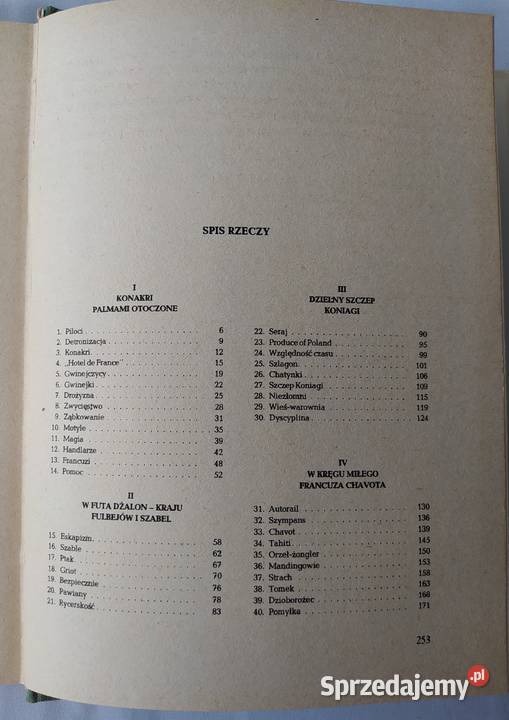 SPIS RZECZY
I
KONAKRI
PALMAMI OTOCZONE
1. Piloci . . . . . . . . . . . 6
2. Detronizacja . . . . . . . . 9
3. Konakri . . . . . . . . . . 12
4. „Hotel de France” . . . . . . 15
5. Gwinejczycy . . . . . . . . 19
6. Gwinejki . . . . . . . . . . 22
7. Drożyzna . . . . . . . . . . 25
8. Zwycięstwo . . . . . . . . . 28
9. Ząbkowanie . . . . . . . . . 31
10. Motyle . . . . . . . . . . 35
11. Magia . . . . . . . . . . . 39
12. Handlarze . . . . . . . . . 42
13. Francuzi . . . . . . . . . 48
14. Pomoc . . . . . . . . . . . 52
II
W FUTA DŻALON – KRAJU
FULBEJÓW I SZABEL
15. Eskapizm . . . . . . . . . 58
16. Szable . . . . . . . . . . 62
17. Ptak . . . . . . . . . . . 67
18. Griot . . . . . . . . . . . 70
19. Bezpiecznie . . . . . . . . 76
20. Pawiany . . . . . . . . . . 78
21. Rycerskość . . . . . . . . 83
III
DZIELNY SZCZEP
KONIAGI
22. Seraj . . . . . . . . . . . 90
23. Produce of Poland . . . . . 95
24. Względność czasu . . . . . 99
25. Szlagon . . . . . . . . . . 101
26. Chatynki . . . . . . . . . 106
27. Szczep Koniagi . . . . . . 109
28. Niezłomni . . . . . . . . . 115
29. Wieś-warownia . . . . . . . 119
30. Dyscyplina . . . . . . . . 124
IV
W KRĘGU MIŁEGO
FRANCUZA CHAVOTA
31. Autorail . . . . . . . . . 130
32. Szympans . . . . . . . . . 136
33. Chavot . . . . . . . . . . 139
34. Tahiti . . . . . . . . . . 145
35. Orzeł-żongler . . . . . . . 150
36. Mandingowie . . . . . . . . 153
37. Strach . . . . . . . . . . 158
38. Tomek . . . . . . . . . . . 163
39. Dzioborożec . . . . . . . . 168
40. Pomyłka . . . . . . . . . . 171
253
Sprzedajemy.pl